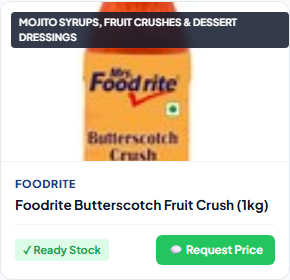 MOJITO SYRUPS, FRUIT CRUSHES & DESSERT
DRESSINGS
Mrs.
Foodrite
Butterscotch
Crush
FOODRITE
Foodrite Butterscotch Fruit Crush (1kg)
✓ Ready Stock
Request Price